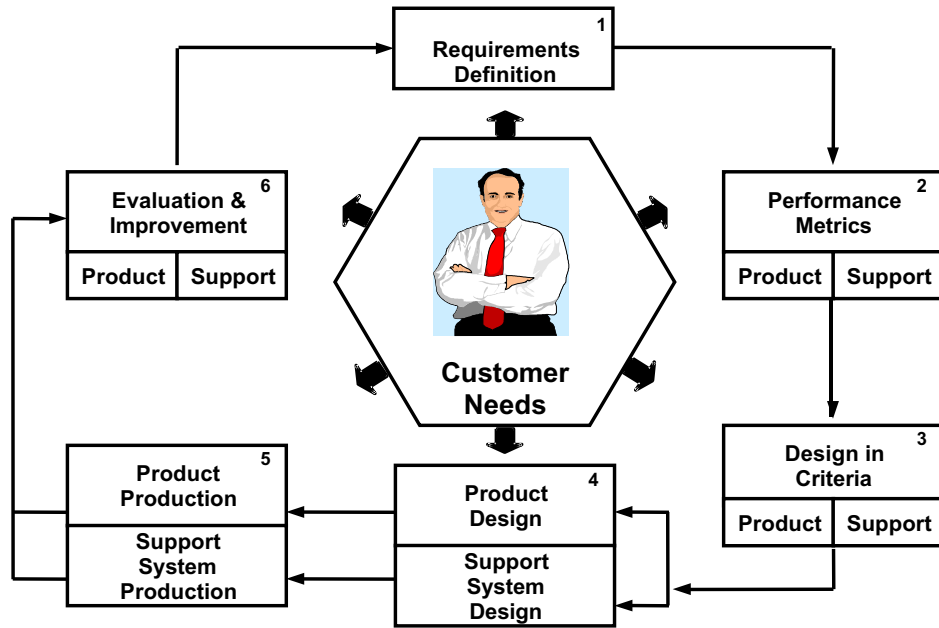 1
Requirements
Definition
2
Performance
Metrics
Product Support
3
Design in
Criteria
Product Support
4
Product
Design
Support
System
Design
5
Product
Production
Support
System
Production
6
Evaluation &
Improvement
Product Support
Customer
Needs